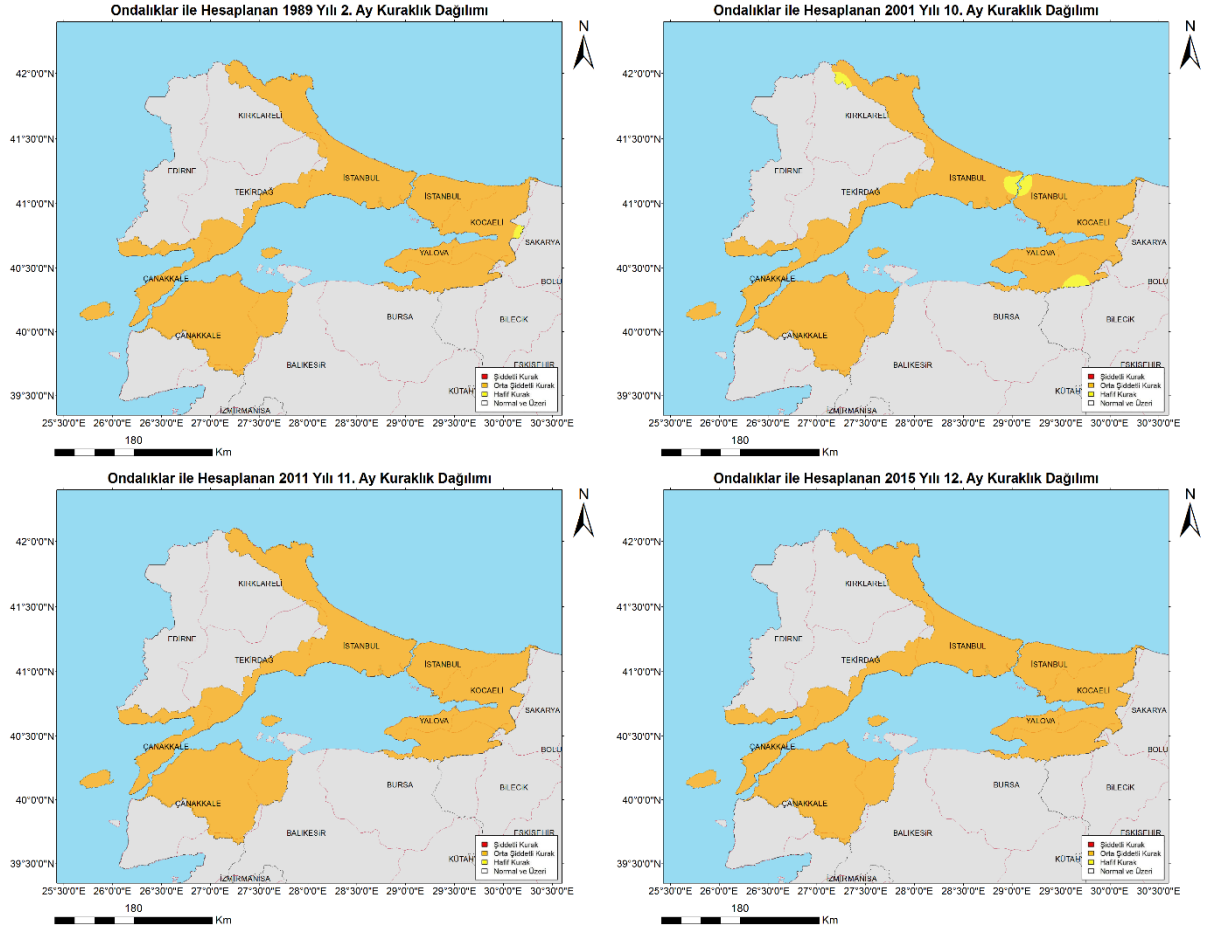 Ondalıklar ile Hesaplanan 1989 Yılı 2. Ay Kuraklık Dağılımı
N
42°0'0"N
41°30'0"N
41°0'0"N
40°30'0"N
40°0'0"N
39°30'0"N
KIRKLARELİ
EDİRNE
TEKİRDAĞ
İSTANBUL
İSTANBUL
KOCAELİ
SAKARYA
YALOVA
ÇANAKKALE
BOLU
ÇANAKKALE
BURSA
BİLECİK
BALIKESİR
ESKİŞEHİR
KÜTAH
İZMİRMANİSA
Şiddetli Kurak
Orta Şiddetli Kurak
Hafif Kurak
Normal ve Üzeri
25°30'0"E 26°0'0"E 26°30'0"E 27°0'0"E 27°30'0"E 28°0'0"E 28°30'0"E 29°0'0"E 29°30'0"E 30°0'0"E 30°30'0"E
180
Km
Ondalıklar ile Hesaplanan 2001 Yılı 10. Ay Kuraklık Dağılımı
N
42°0'0"N
41°30'0"N
41°0'0"N
40°30'0"N
40°0'0"N
39°30'0"N
KIRKLARELİ
EDİRNE
TEKİRDAĞ
İSTANBUL
İSTANBUL
KOCAELİ
SAKARYA
YALOVA
ÇANAKKALE
BOLU
ÇANAKKALE
BURSA
BİLECİK
BALIKESİR
ESKİŞEHİR
KÜTAH
İZMİRMANİSA
Şiddetli Kurak
Orta Şiddetli Kurak
Hafif Kurak
Normal ve Üzeri
25°30'0"E 26°0'0"E 26°30'0"E 27°0'0"E 27°30'0"E 28°0'0"E 28°30'0"E 29°0'0"E 29°30'0"E 30°0'0"E 30°30'0"E
180
Km
Ondalıklar ile Hesaplanan 2011 Yılı 11. Ay Kuraklık Dağılımı
N
42°0'0"N
41°30'0"N
41°0'0"N
40°30'0"N
40°0'0"N
39°30'0"N
KIRKLARELİ
EDİRNE
TEKİRDAĞ
İSTANBUL
İSTANBUL
KOCAELİ
SAKARYA
YALOVA
ÇANAKKALE
BOLU
ÇANAKKALE
BURSA
BİLECİK
BALIKESİR
ESKİŞEHİR
KÜTAH
İZMİRMANİSA
Şiddetli Kurak
Orta Şiddetli Kurak
Hafif Kurak
Normal ve Üzeri
25°30'0"E 26°0'0"E 26°30'0"E 27°0'0"E 27°30'0"E 28°0'0"E 28°30'0"E 29°0'0"E 29°30'0"E 30°0'0"E 30°30'0"E
180
Km
Ondalıklar ile Hesaplanan 2015 Yılı 12. Ay Kuraklık Dağılımı
N
42°0'0"N
41°30'0"N
41°0'0"N
40°30'0"N
40°0'0"N
39°30'0"N
KIRKLARELİ
EDİRNE
TEKİRDAĞ
İSTANBUL
İSTANBUL
KOCAELİ
SAKARYA
YALOVA
ÇANAKKALE
BOLU
ÇANAKKALE
BURSA
BİLECİK
BALIKESİR
ESKİŞEHİR
KÜTAH
İZMİRMANİSA
Şiddetli Kurak
Orta Şiddetli Kurak
Hafif Kurak
Normal ve Üzeri
25°30'0"E 26°0'0"E 26°30'0"E 27°0'0"E 27°30'0"E 28°0'0"E 28°30'0"E 29°0'0"E 29°30'0"E 30°0'0"E 30°30'0"E
180
Km